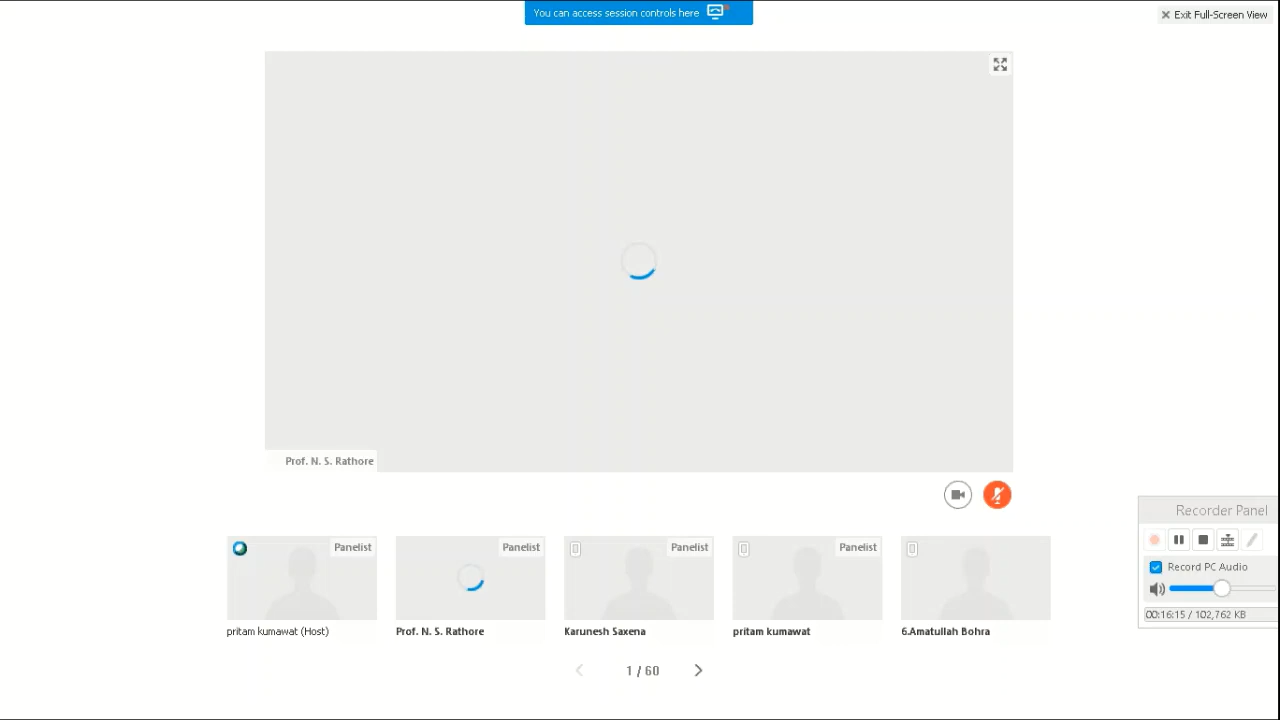 You can access session controls here
Exit Full-Screen View
Prof. N. S. Rathore
Recorder Panel
Record PC Audio
00:16:15 / 102,762 KB
Panelist
Panelist
Panelist
Panelist
pritam kumawat (Host)
Prof. N. S. Rathore
Karunesh Saxena
pritam kumawat
6.Amatullah Bohra
1 / 60